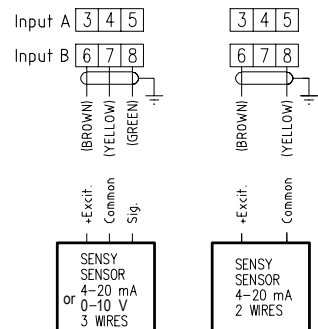 Input A 3 4 5 3 4 5
Input B 6 7 8 6 7 8
(BROWN) (YELLOW) (GREEN) (BROWN) (YELLOW)
+Excit. Common Sig. +Excit. Common
SENSY
SENSOR
4-20 mA
or 0-10 V
3 WIRES
SENSY
SENSOR
4-20 mA
2 WIRES